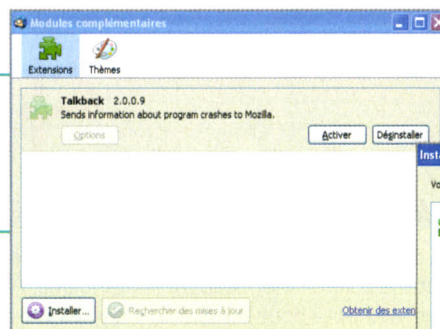 Modules complémentaires
Extensions Thèmes
Talkback 2.0.0.9
Sends information about program crashes to Mozilla.
Options Activer Désinstaller
Installer... Rechercher des mises à jour